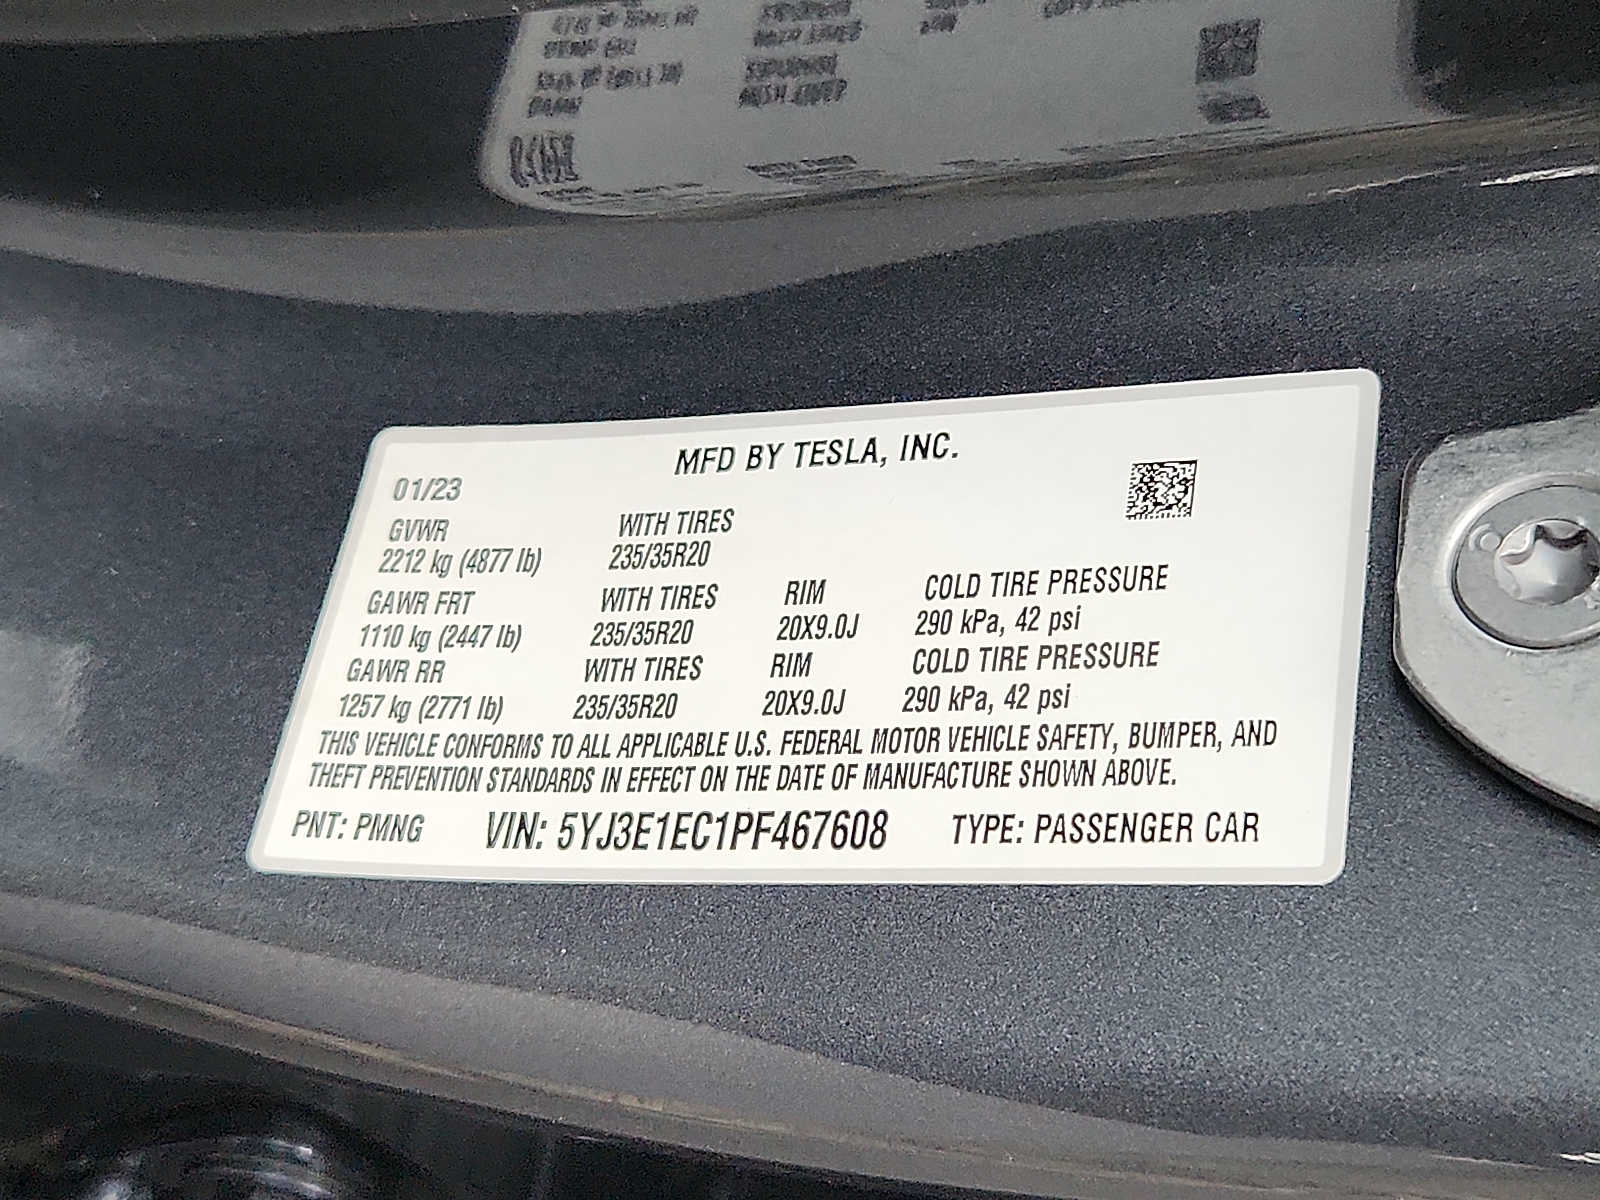 MFD BY TESLA, INC.
01/23
GVWR WITH TIRES
2212 kg (4877 lb) 235/35R20
GAWR FRT WITH TIRES RIM COLD TIRE PRESSURE
1110 kg (2447 lb) 235/35R20 20X9.0J 290 kPa, 42 psi
GAWR RR WITH TIRES RIM COLD TIRE PRESSURE
1257 kg (2771 lb) 235/35R20 20X9.0J 290 kPa, 42 psi
THIS VEHICLE CONFORMS TO ALL APPLICABLE U.S. FEDERAL MOTOR VEHICLE SAFETY, BUMPER, AND
THEFT PREVENTION STANDARDS IN EFFECT ON THE DATE OF MANUFACTURE SHOWN ABOVE.
PNT: PMNG VIN: 5YJ3E1EC1PF467608 TYPE: PASSENGER CAR